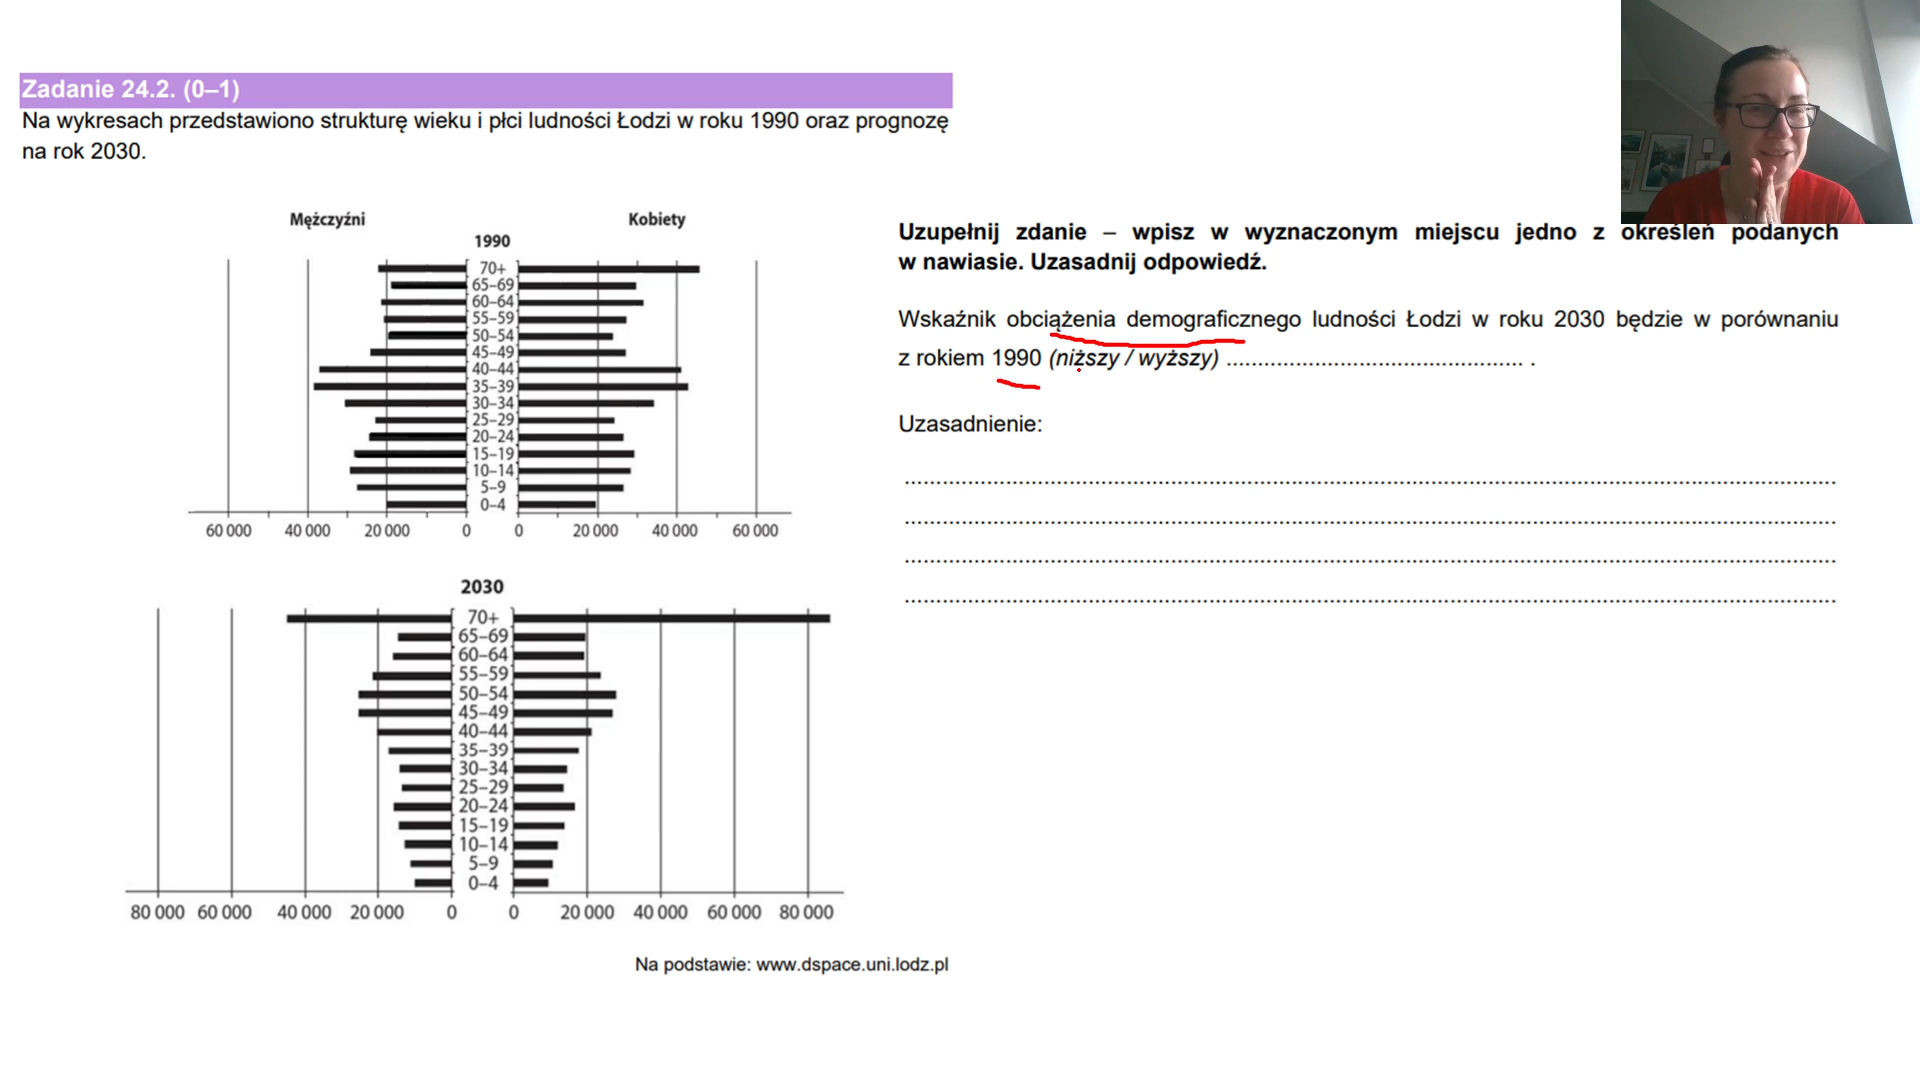 Zadanie 24.2. (0–1)
Na wykresach przedstawiono strukturę wieku i płci ludności Łodzi w roku 1990 oraz prognozę
na rok 2030.
Mężczyźni
Kobiety
1990
70+
65–69
60–64
55–59
50–54
45–49
40–44
35–39
30–34
25–29
20–24
15–19
10–14
5–9
0–4
60 000 40 000 20 000 0 0 20 000 40 000 60 000
2030
70+
65–69
60–64
55–59
50–54
45–49
40–44
35–39
30–34
25–29
20–24
15–19
10–14
5–9
0–4
80 000 60 000 40 000 20 000 0 0 20 000 40 000 60 000 80 000
Na podstawie: www.dspace.uni.lodz.pl
Uzupełnij zdanie – wpisz w wyznaczonym miejscu jedno z określeń podanych
w nawiasie. Uzasadnij odpowiedź.
Wskaźnik obciążenia demograficznego ludności Łodzi w roku 2030 będzie w porównaniu
z rokiem 1990 (niższy / wyższy) ................................................ .
Uzasadnienie: